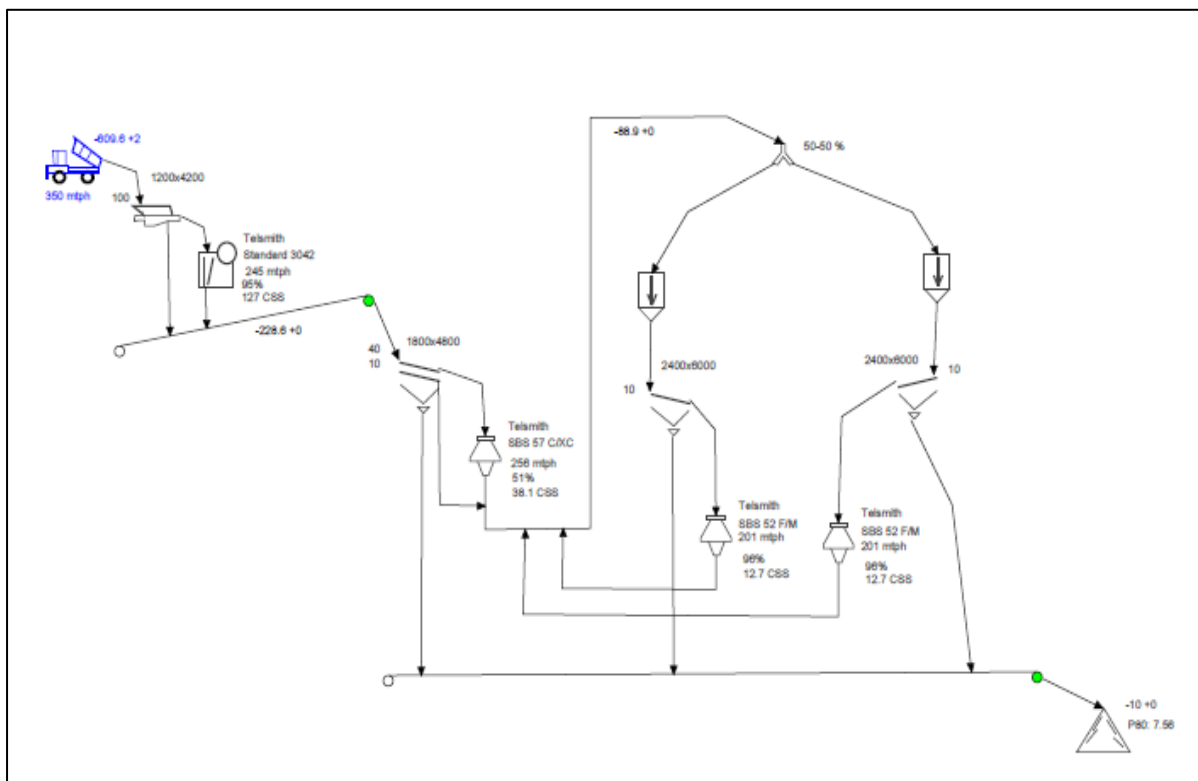 -609.6 +2
350 mtph
1200x4200
100
Telsmith
Standard 3042
245 mtph
95%
127 CSS
-228.6 +0
1800x4800
40
10
Telsmith
SBS 57 C/XC
256 mtph
51%
38.1 CSS
-88.9 +0
50-50 %
2400x6000
10
2400x6000
10
Telsmith
SBS 52 F/M
201 mtph
96%
12.7 CSS
Telsmith
SBS 52 F/M
201 mtph
96%
12.7 CSS
-10 +0
P80: 7.56